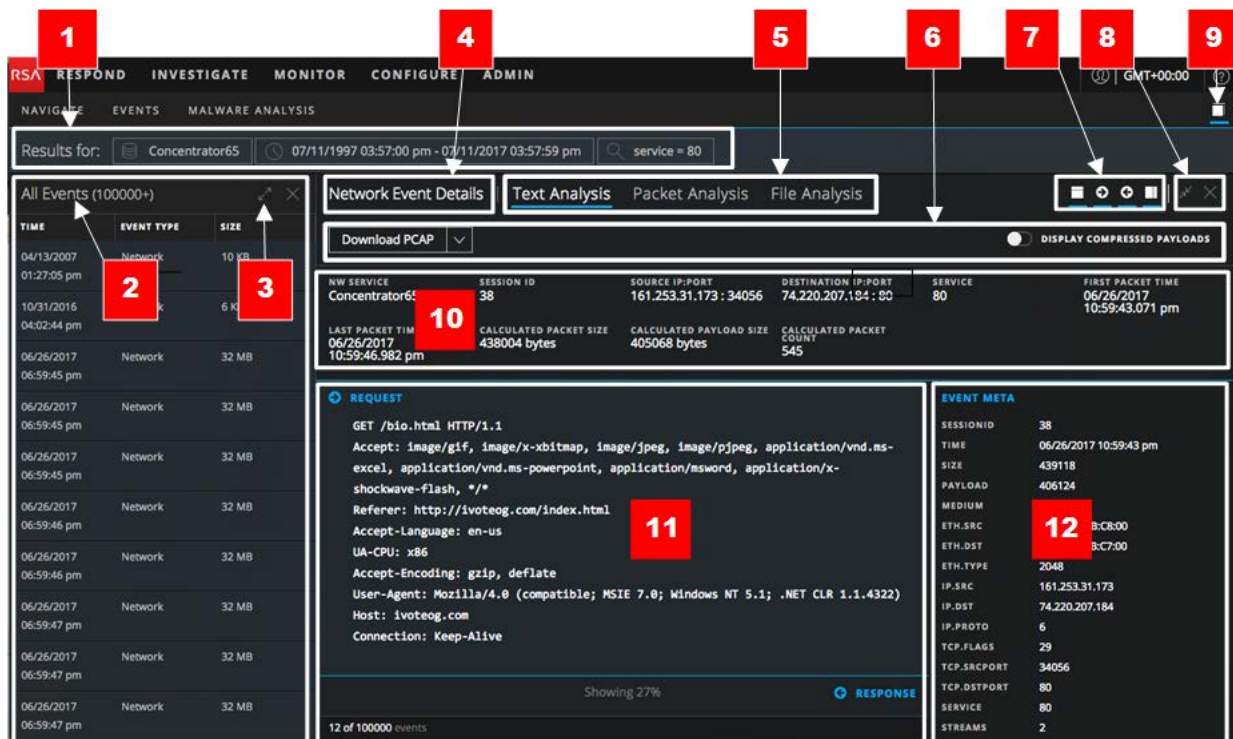 1
4
5
6
7
8
9
RSA RESPOND INVESTIGATE MONITOR CONFIGURE ADMIN
GMT+00:00
NAVIGATE EVENTS MALWARE ANALYSIS
Results for: Concentrator65 07/11/1997 03:57:00 pm - 07/11/2017 03:57:59 pm service = 80
All Events (100000+)
Network Event Details Text Analysis Packet Analysis File Analysis
Download PCAP
DISPLAY COMPRESSED PAYLOADS
TIME EVENT TYPE SIZE
04/13/2007 Network 10 KB
01:27:05 pm
2
3
10/31/2016
04:02:44 pm
06/26/2017 Network 32 MB
06:59:45 pm
06/26/2017 Network 32 MB
06:59:45 pm
06/26/2017 Network 32 MB
06:59:45 pm
06/26/2017 Network 32 MB
06:59:46 pm
06/26/2017 Network 32 MB
06:59:46 pm
06/26/2017 Network 32 MB
06:59:47 pm
06/26/2017 Network 32 MB
06:59:47 pm
06/26/2017 Network 32 MB
06:59:47 pm
NW SERVICE SESSION ID SOURCE IP:PORT DESTINATION IP:PORT SERVICE FIRST PACKET TIME
Concentrator65 38 161.253.31.173 : 34056 74.220.207.184 : 80 80 06/26/2017
10:59:43.071 pm
10
LAST PACKET TIME CALCULATED PACKET SIZE CALCULATED PAYLOAD SIZE CALCULATED PACKET
COUNT
06/26/2017 438004 bytes 405068 bytes 545
10:59:46.982 pm
REQUEST
GET /bio.html HTTP/1.1
Accept: image/gif, image/x-xbitmap, image/jpeg, image/pjpeg, application/vnd.ms-
excel, application/vnd.ms-powerpoint, application/msword, application/x-
shockwave-flash, */*
Referer: http://ivoteog.com/index.html
Accept-Language: en-us
UA-CPU: x86
Accept-Encoding: gzip, deflate
User-Agent: Mozilla/4.0 (compatible; MSIE 7.0; Windows NT 5.1; .NET CLR 1.1.4322)
Host: ivoteog.com
Connection: Keep-Alive
11
Showing 27%
RESPONSE
12 of 100000 events
EVENT META
SESSIONID 38
TIME 06/26/2017 10:59:43 pm
SIZE 439118
PAYLOAD 406124
MEDIUM
ETH.SRC B:C8:00
ETH.DST B:C7:00
12
ETH.TYPE 2048
IP.SRC 161.253.31.173
IP.DST 74.220.207.184
IP.PROTO 6
TCP.FLAGS 29
TCP.SRCPORT 34056
TCP.DSTPORT 80
SERVICE 80
STREAMS 2